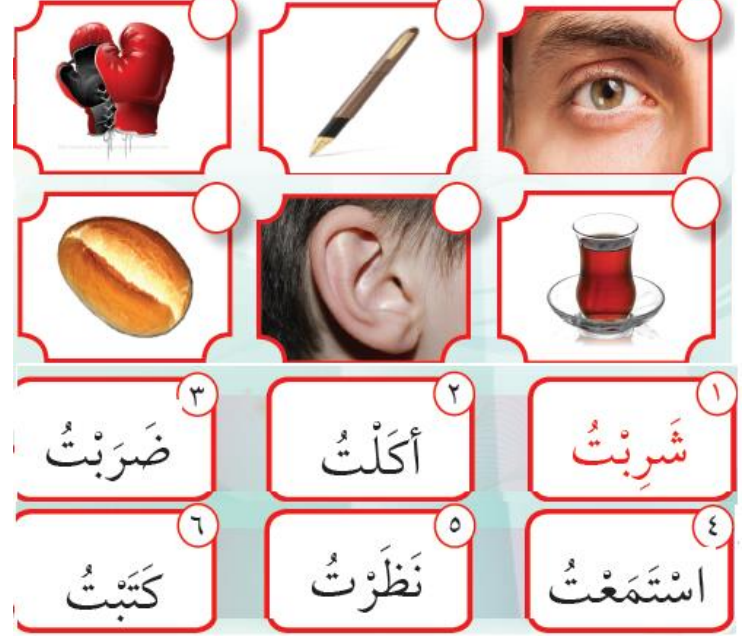 ١
شَرِبْتُ
٢
أَكَلْتُ
٣
ضَرَبْتُ
٤
اسْتَمَعْتُ
٥
نَظَرْتُ
٦
كَتَبْتُ